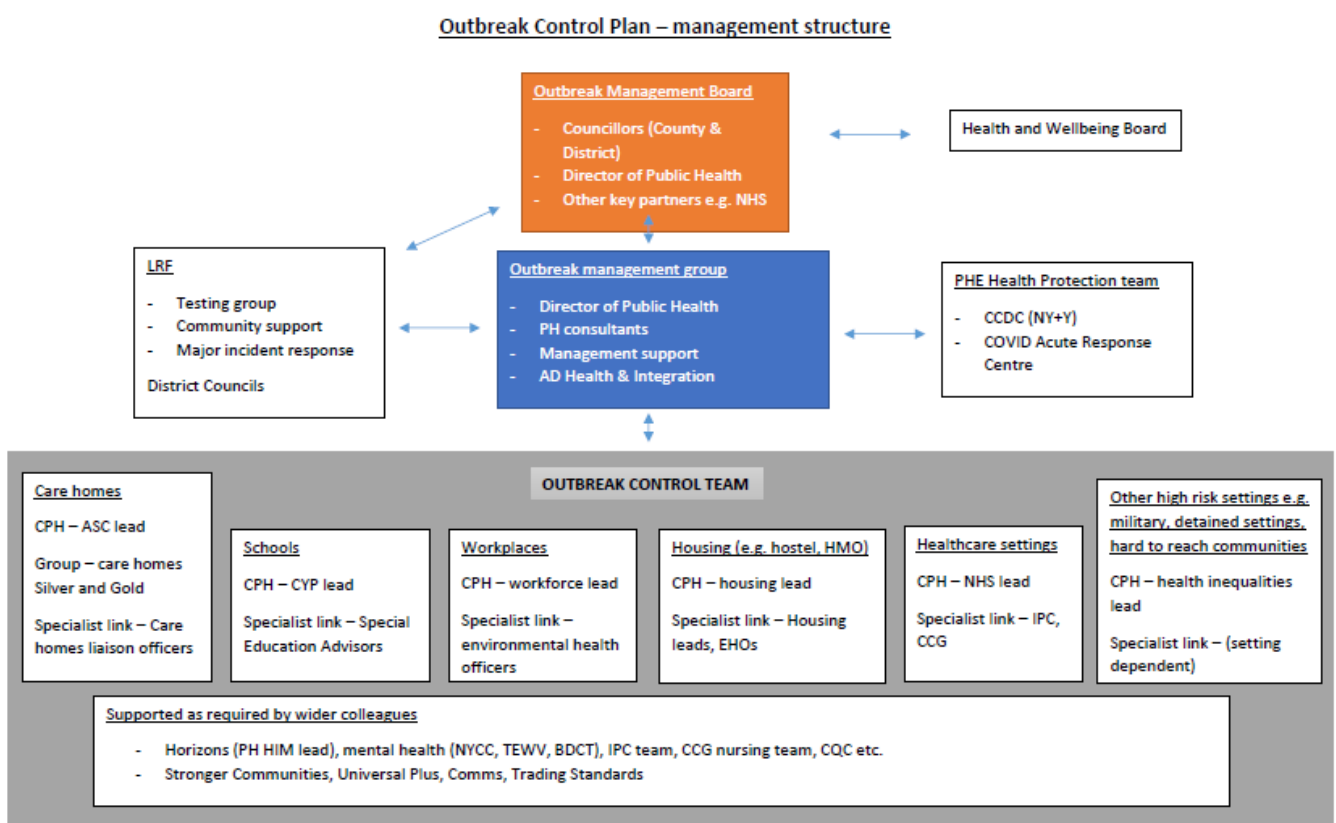 Outbreak Control Plan – management structure
Outbreak Management Board
- Councillors (County &
District)
- Director of Public Health
- Other key partners e.g. NHS
Health and Wellbeing Board
LRF
- Testing group
- Community support
- Major incident response
District Councils
Outbreak management group
- Director of Public Health
- PH consultants
- Management support
- AD Health & Integration
PHE Health Protection team
- CCDC (NY+Y)
- COVID Acute Response
Centre
OUTBREAK CONTROL TEAM
Care homes
CPH – ASC lead
Group – care homes
Silver and Gold
Specialist link – Care
homes liaison officers
Schools
CPH – CYP lead
Specialist link – Special
Education Advisors
Workplaces
CPH – workforce lead
Specialist link –
environmental health
officers
Housing (e.g. hostel, HMO)
CPH – housing lead
Specialist link – Housing
leads, EHOs
Healthcare settings
CPH – NHS lead
Specialist link – IPC,
CCG
Other high risk settings e.g.
military, detained settings,
hard to reach communities
CPH – health inequalities
lead
Specialist link – (setting
dependent)
Supported as required by wider colleagues
- Horizons (PH HIM lead), mental health (NYCC, TEWV, BDCT), IPC team, CCG nursing team, CQC etc.
- Stronger Communities, Universal Plus, Comms, Trading Standards